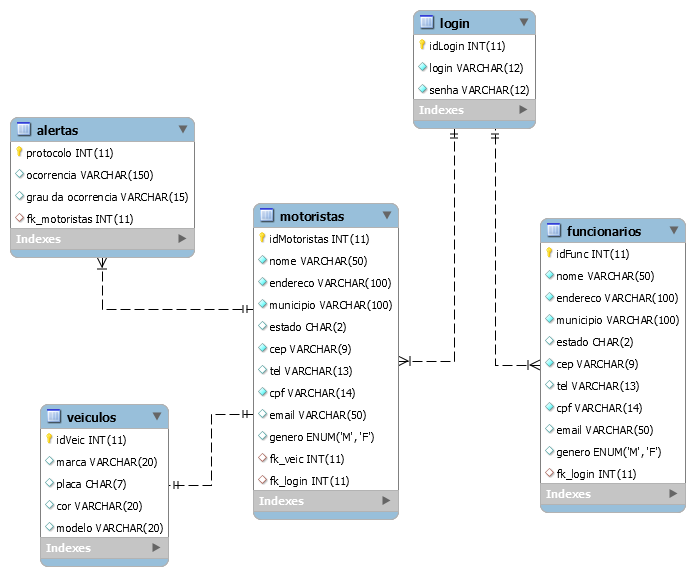 login
idLogin INT(11)
login VARCHAR(12)
senha VARCHAR(12)
Indexes
alertas
protocolo INT(11)
ocorrencia VARCHAR(150)
grau da ocorrencia VARCHAR(15)
fk_motoristas INT(11)
Indexes
motoristas
idMotoristas INT(11)
nome VARCHAR(50)
endereco VARCHAR(100)
municipio VARCHAR(100)
estado CHAR(2)
cep VARCHAR(9)
tel VARCHAR(13)
cpf VARCHAR(14)
email VARCHAR(50)
genero ENUM('M', 'F')
fk_veic INT(11)
fk_login INT(11)
Indexes
funcionarios
idFunc INT(11)
nome VARCHAR(50)
endereco VARCHAR(100)
municipio VARCHAR(100)
estado CHAR(2)
cep VARCHAR(9)
tel VARCHAR(13)
cpf VARCHAR(14)
email VARCHAR(50)
genero ENUM('M', 'F')
fk_login INT(11)
Indexes
veiculos
idVeic INT(11)
marca VARCHAR(20)
placa CHAR(7)
cor VARCHAR(20)
modelo VARCHAR(20)
Indexes